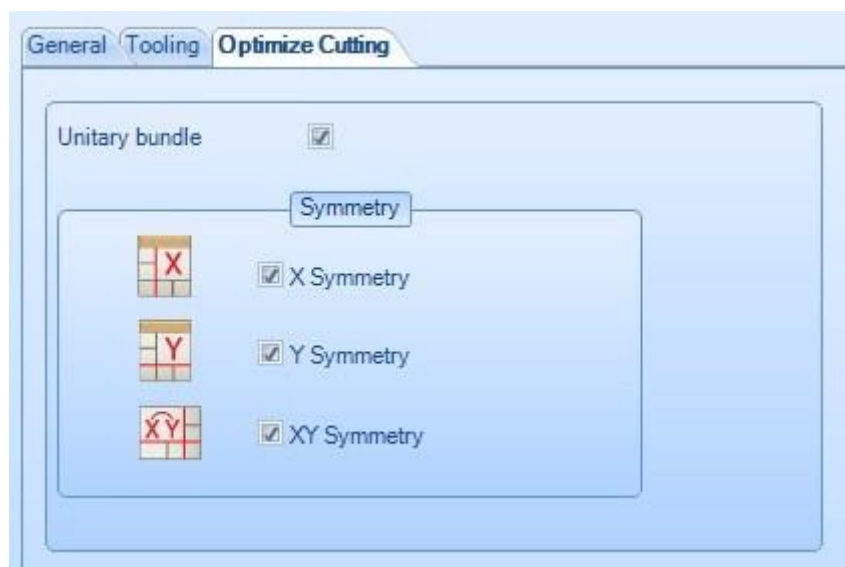 General Tooling Optimize Cutting
Unitary bundle
Symmetry
X
X Symmetry
Y
Y Symmetry
XY
XY Symmetry